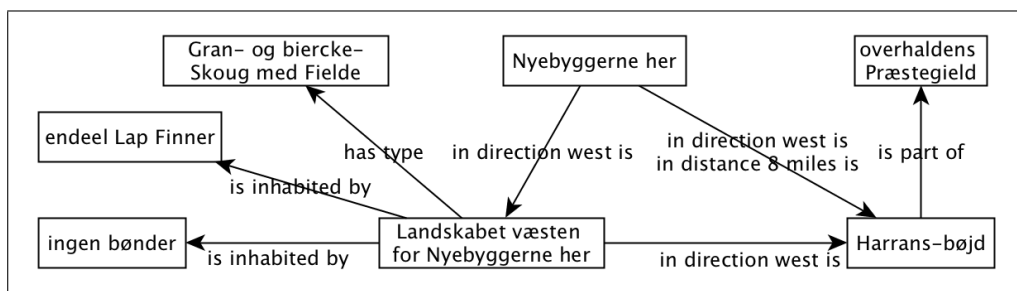 Gran- og biercke-
Skoug med Fielde
Nyebyggerne her
overhaldens
Præstegield
endeel Lap Finner
has type
in direction west is
in direction west is
in distance 8 miles is
is part of
is inhabited by
ingen bønder
is inhabited by
Landskabet væsten
for Nyebyggerne her
in direction west is
Harrans-bøjd